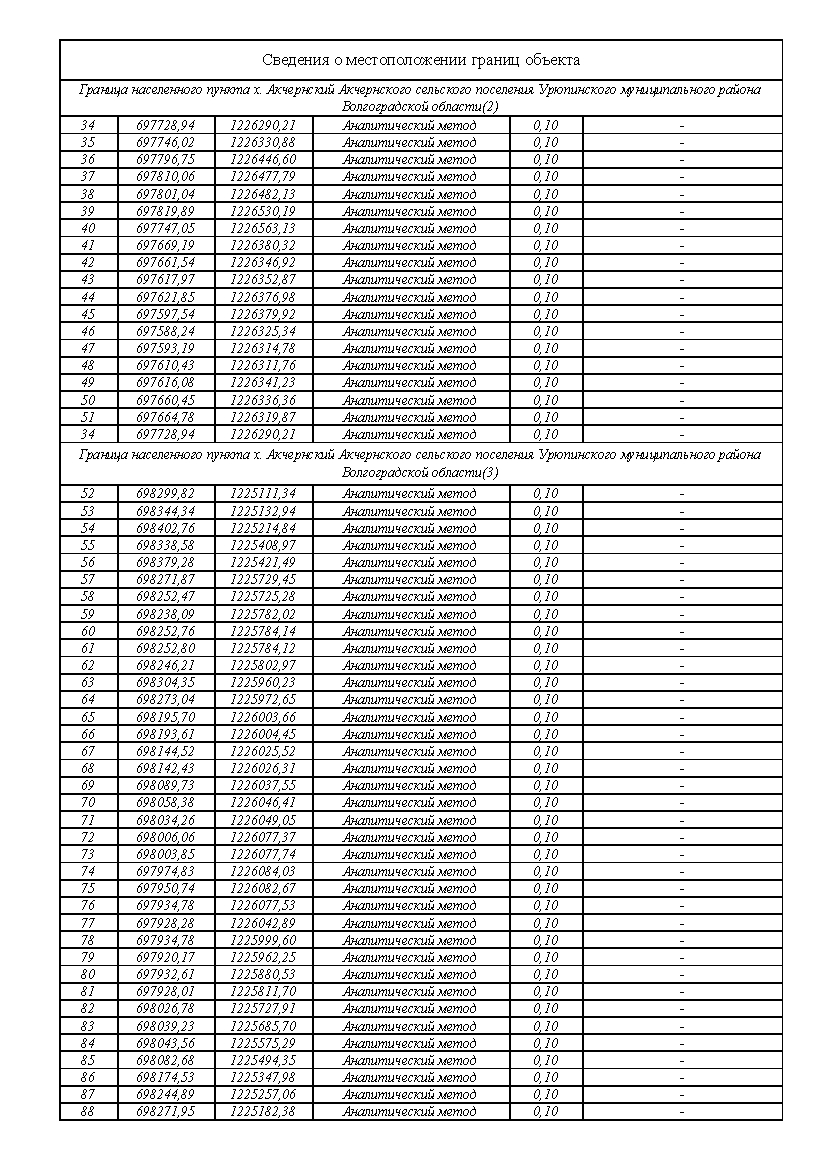 Сведения о местоположении границ объекта
Граница населенного пункта х. Акчернский Акчернского сельского поселения Урюпинского муниципального района
Волгоградской области(2)
34 697728,94 1226290,21 Аналитический метод 0,10 -
35 697746,02 1226330,88 Аналитический метод 0,10 -
36 697796,75 1226446,60 Аналитический метод 0,10 -
37 697810,06 1226477,79 Аналитический метод 0,10 -
38 697801,04 1226482,13 Аналитический метод 0,10 -
39 697819,89 1226530,19 Аналитический метод 0,10 -
40 697747,05 1226563,13 Аналитический метод 0,10 -
41 697669,19 1226380,32 Аналитический метод 0,10 -
42 697661,54 1226346,92 Аналитический метод 0,10 -
43 697617,97 1226352,87 Аналитический метод 0,10 -
44 697621,85 1226376,98 Аналитический метод 0,10 -
45 697597,54 1226379,92 Аналитический метод 0,10 -
46 697588,24 1226325,34 Аналитический метод 0,10 -
47 697593,19 1226314,78 Аналитический метод 0,10 -
48 697610,43 1226311,76 Аналитический метод 0,10 -
49 697616,08 1226341,23 Аналитический метод 0,10 -
50 697660,45 1226336,36 Аналитический метод 0,10 -
51 697664,78 1226319,87 Аналитический метод 0,10 -
34 697728,94 1226290,21 Аналитический метод 0,10 -
Граница населенного пункта х. Акчернский Акчернского сельского поселения Урюпинского муниципального района
Волгоградской области(3)
52 698299,82 1225111,34 Аналитический метод 0,10 -
53 698344,34 1225132,94 Аналитический метод 0,10 -
54 698402,76 1225214,84 Аналитический метод 0,10 -
55 698338,58 1225408,97 Аналитический метод 0,10 -
56 698379,28 1225421,49 Аналитический метод 0,10 -
57 698271,87 1225729,45 Аналитический метод 0,10 -
58 698252,47 1225725,28 Аналитический метод 0,10 -
59 698238,09 1225782,02 Аналитический метод 0,10 -
60 698252,76 1225784,14 Аналитический метод 0,10 -
61 698252,80 1225784,12 Аналитический метод 0,10 -
62 698246,21 1225802,97 Аналитический метод 0,10 -
63 698304,35 1225960,23 Аналитический метод 0,10 -
64 698273,04 1225972,65 Аналитический метод 0,10 -
65 698195,70 1226003,66 Аналитический метод 0,10 -
66 698193,61 1226004,45 Аналитический метод 0,10 -
67 698144,52 1226025,52 Аналитический метод 0,10 -
68 698142,43 1226026,31 Аналитический метод 0,10 -
69 698089,73 1226037,55 Аналитический метод 0,10 -
70 698058,38 1226046,41 Аналитический метод 0,10 -
71 698034,26 1226049,05 Аналитический метод 0,10 -
72 698006,06 1226077,37 Аналитический метод 0,10 -
73 698003,85 1226077,74 Аналитический метод 0,10 -
74 697974,83 1226084,03 Аналитический метод 0,10 -
75 697950,74 1226082,67 Аналитический метод 0,10 -
76 697934,78 1226077,53 Аналитический метод 0,10 -
77 697928,28 1226042,89 Аналитический метод 0,10 -
78 697934,78 1225999,60 Аналитический метод 0,10 -
79 697920,17 1225962,25 Аналитический метод 0,10 -
80 697932,61 1225880,53 Аналитический метод 0,10 -
81 697928,01 1225811,70 Аналитический метод 0,10 -
82 698026,78 1225727,91 Аналитический метод 0,10 -
83 698039,23 1225685,70 Аналитический метод 0,10 -
84 698043,56 1225575,29 Аналитический метод 0,10 -
85 698082,68 1225494,35 Аналитический метод 0,10 -
86 698174,53 1225347,98 Аналитический метод 0,10 -
87 698244,89 1225257,06 Аналитический метод 0,10 -
88 698271,95 1225182,38 Аналитический метод 0,10 -